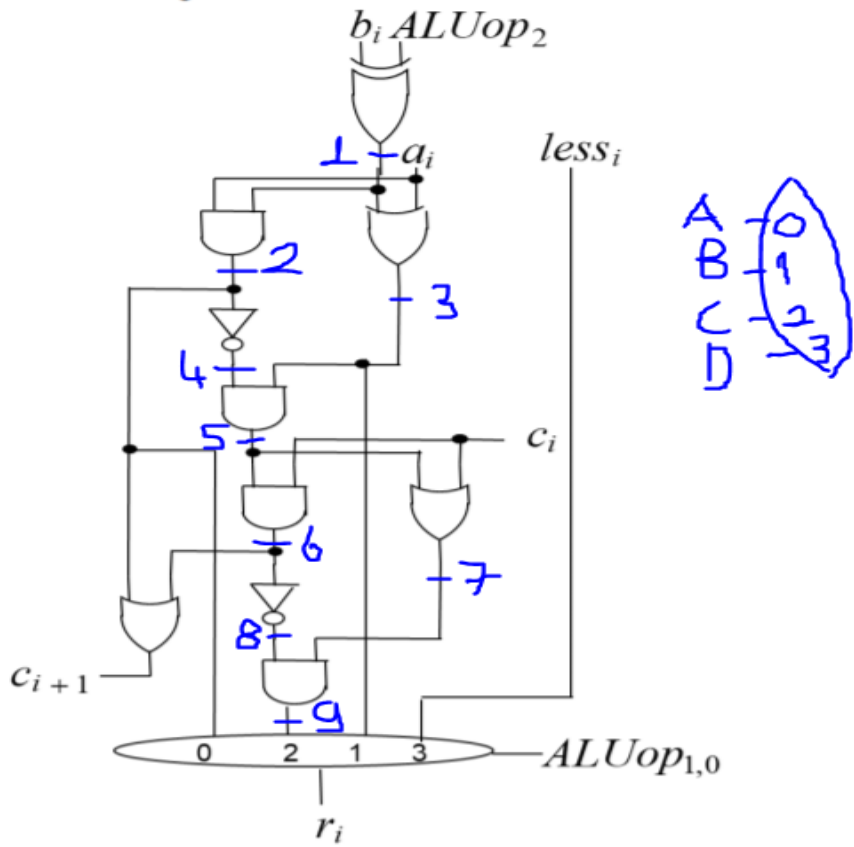 b_i ALUop_2
1 a_i less_i
A 0
B 1
2
C 2
3
D 3
4
5
c_i
6
7
8
c_{i+1}
9
0 2 1 3 ALUop_{1,0}
r_i